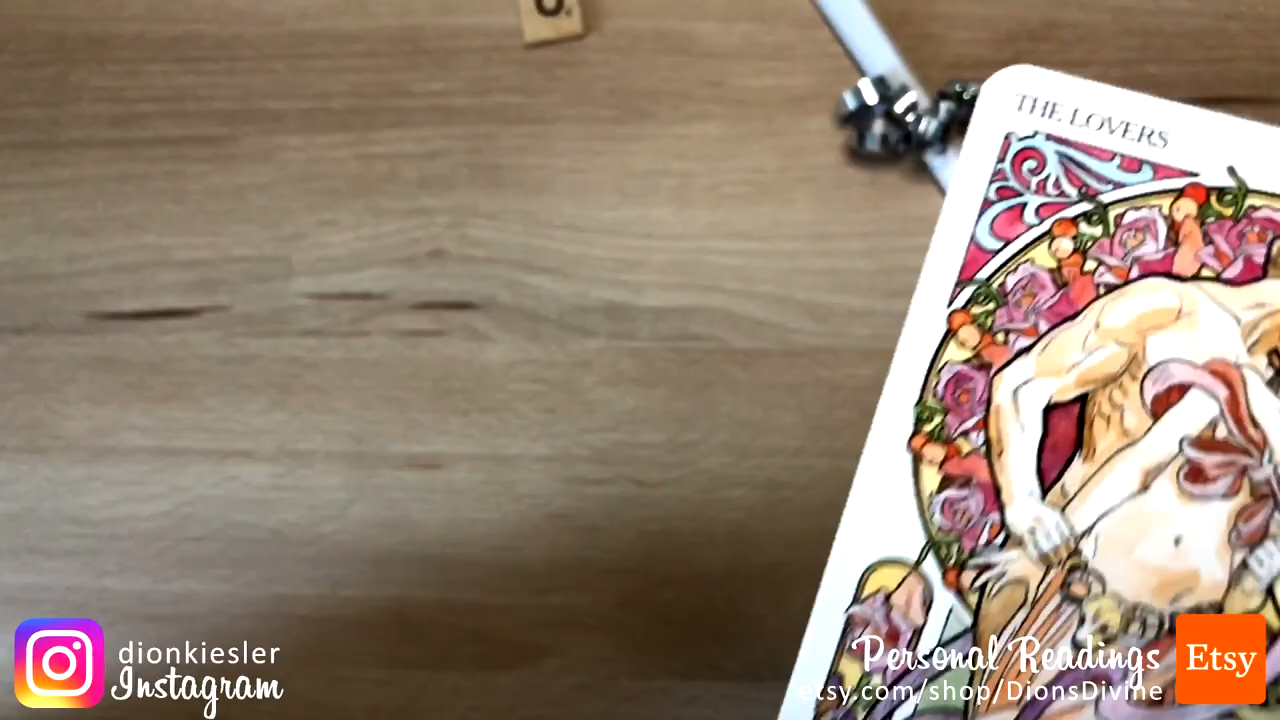 THE LOVERS
dionkiesler
Instagram
Personal Readings
etsy.com/shop/DionsDivine
Etsy